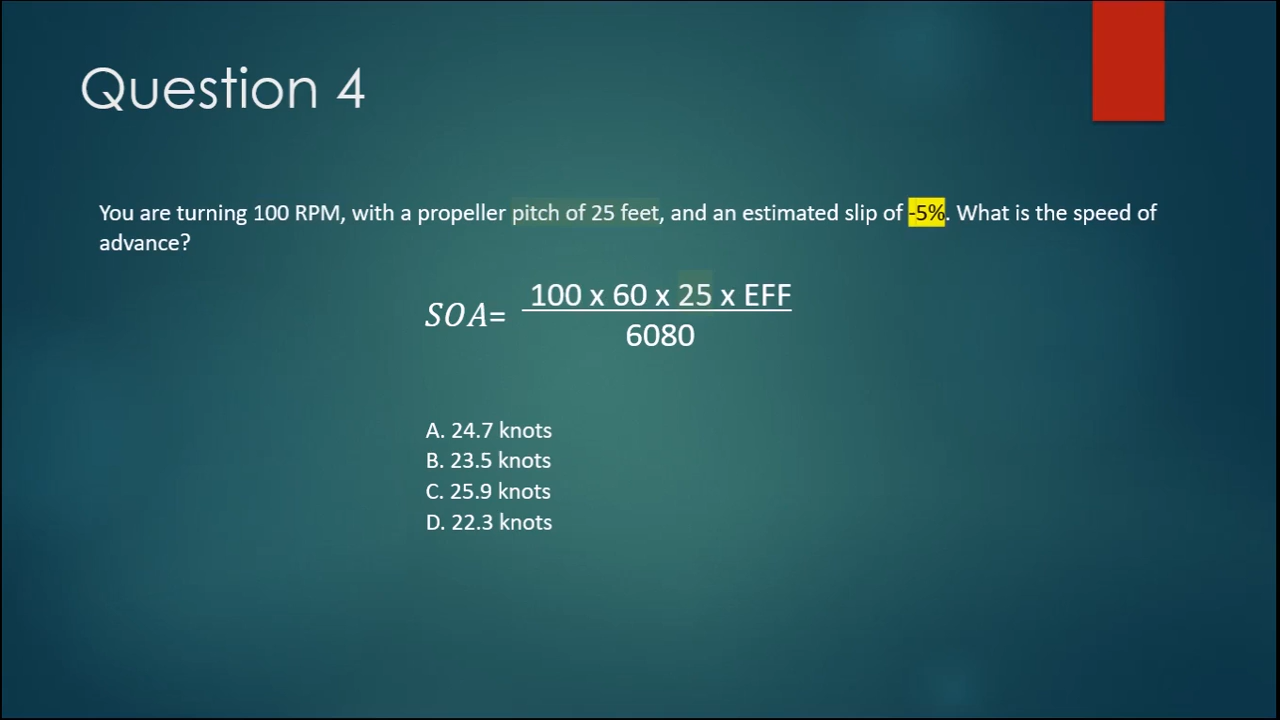 Question 4
You are turning 100 RPM, with a propeller pitch of 25 feet, and an estimated slip of -5%. What is the speed of
advance?
SOA= 100 x 60 x 25 x EFF
6080
A. 24.7 knots
B. 23.5 knots
C. 25.9 knots
D. 22.3 knots